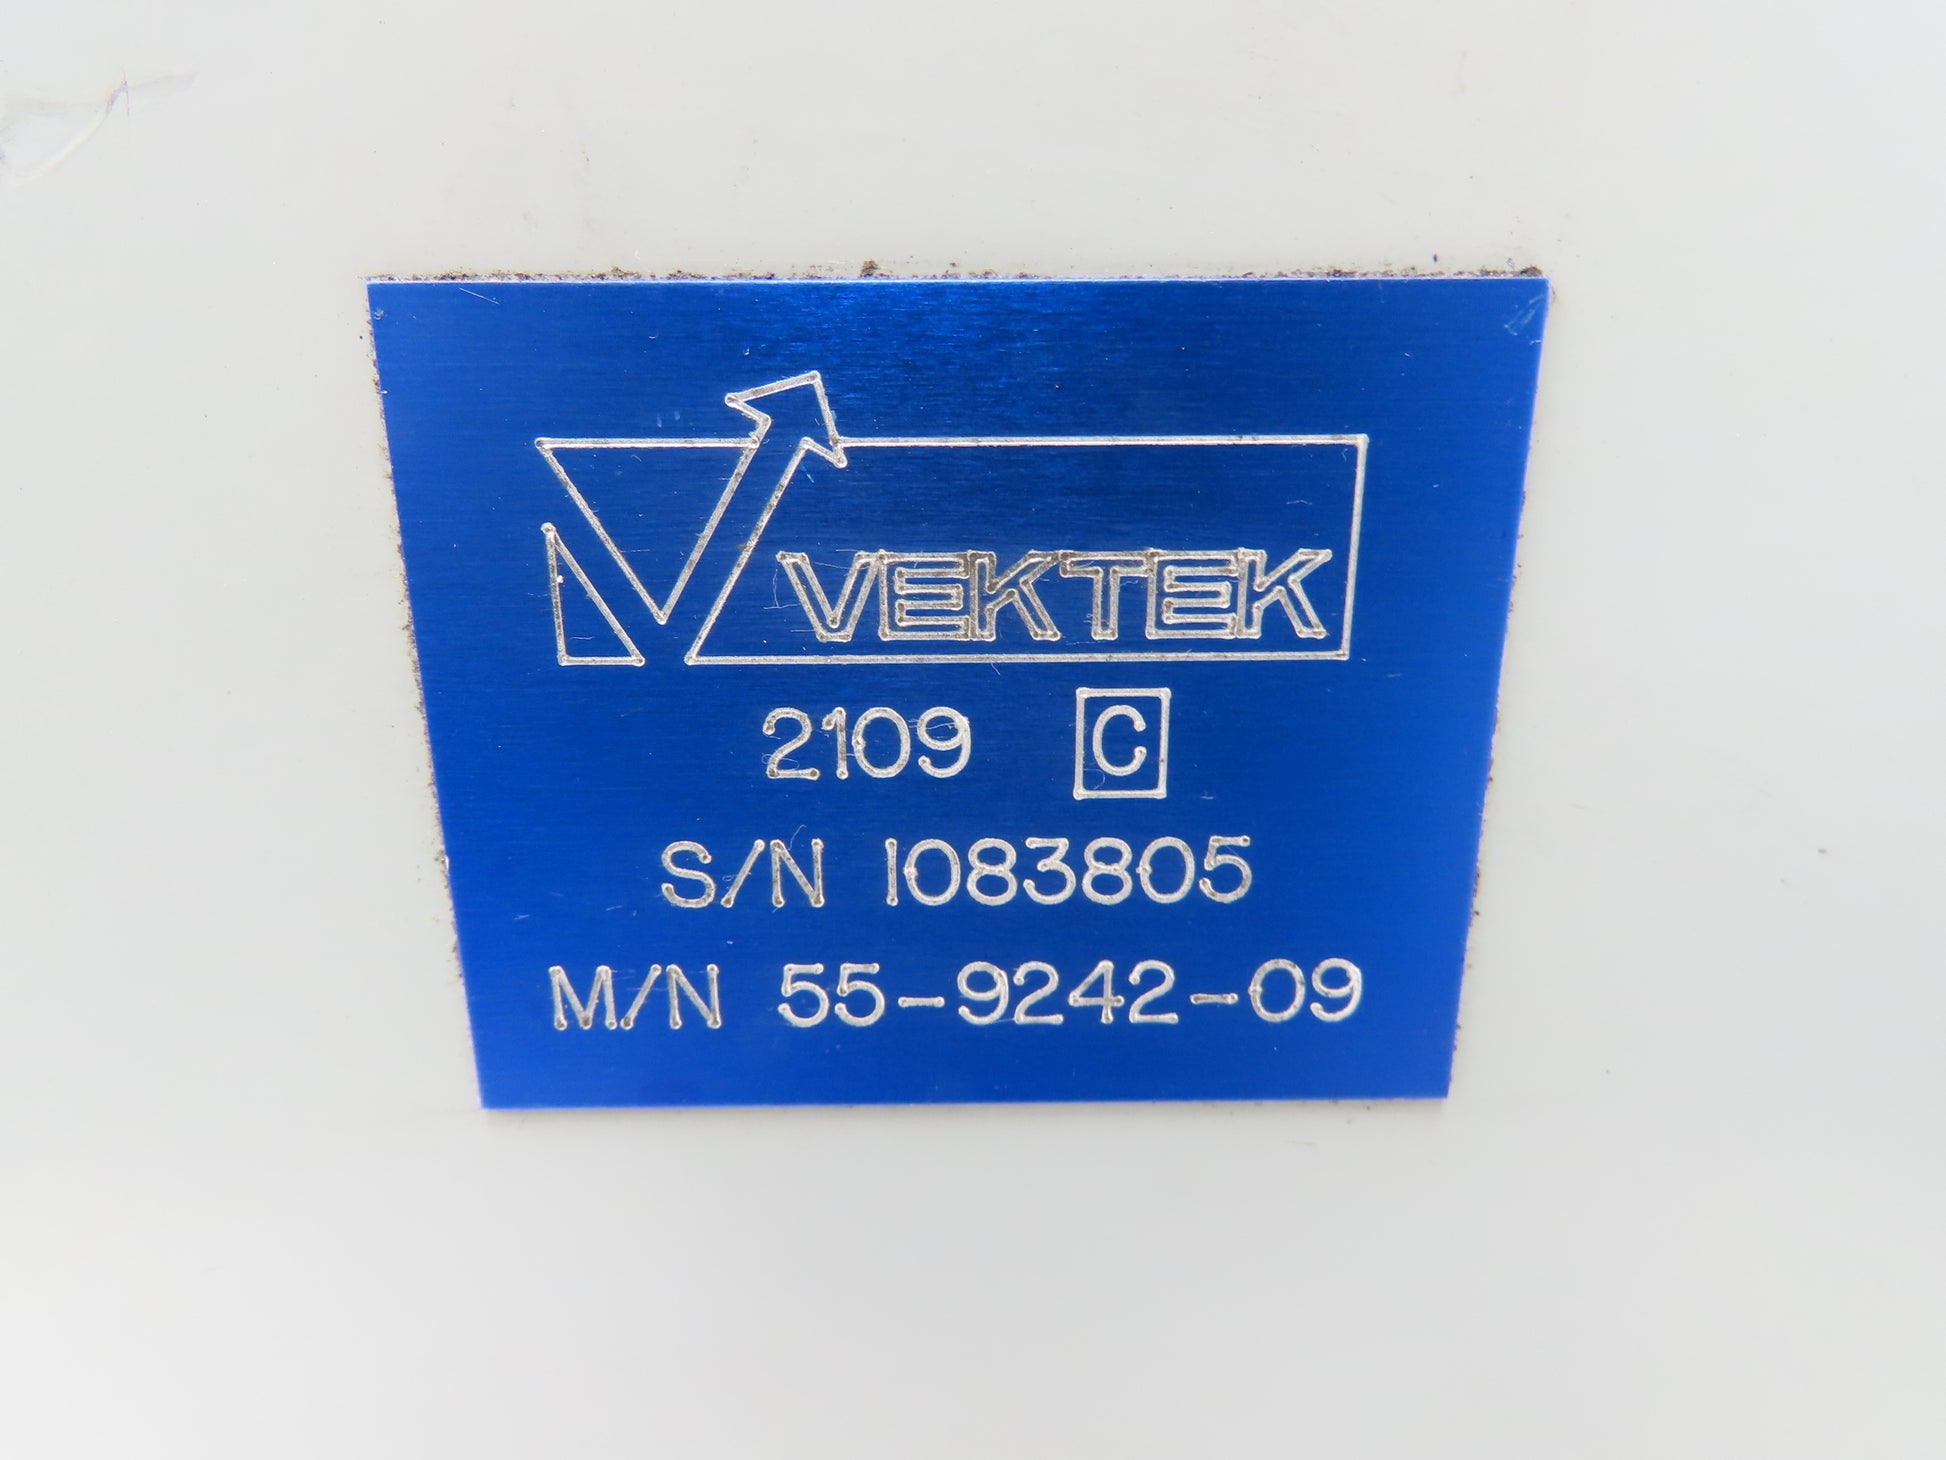 VEKTEK
2109 C
S/N 1083805
M/N 55-9242-09